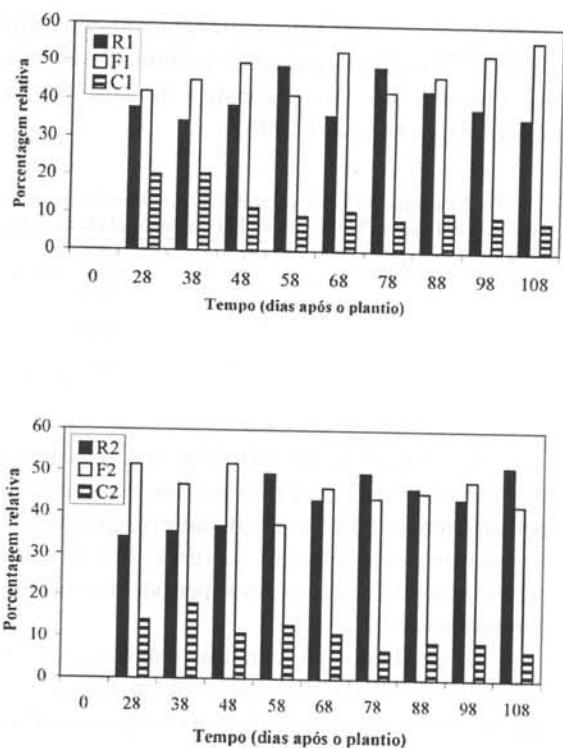 60
50
40
30
20
10
0
Porcentagem relativa
R1
F1
C1
0 28 38 48 58 68 78 88 98 108
Tempo (dias após o plantio)
60
50
40
30
20
10
0
Porcentagem relativa
R2
F2
C2
0 28 38 48 58 68 78 88 98 108
Tempo (dias após o plantio)